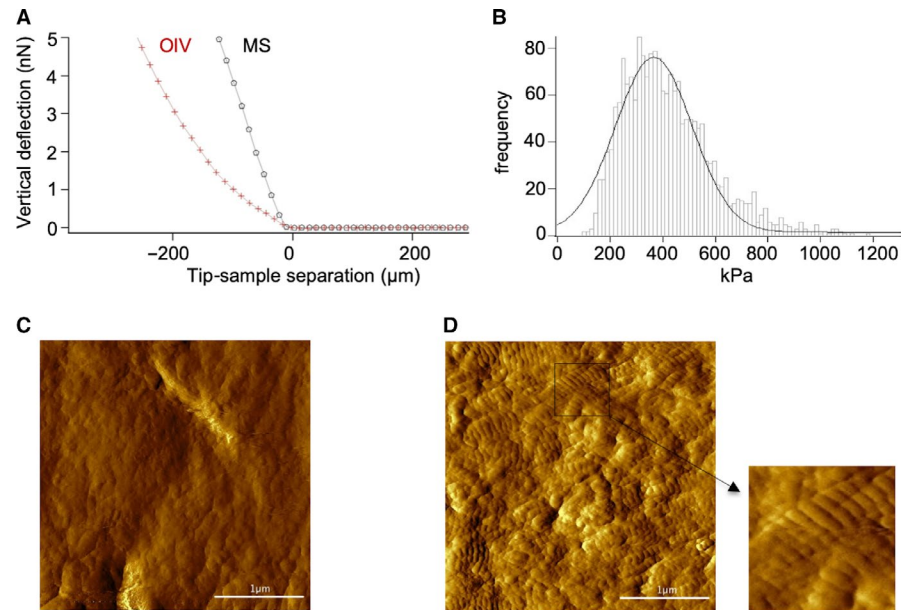 A
OIV
MS
5
4
3
2
1
0
Vertical deflection (nN)
−200
0
200
Tip-sample separation (µm)
B
80
60
40
20
0
frequency
0
200
400
600
800
1000
1200
kPa
C
1µm
D
1µm